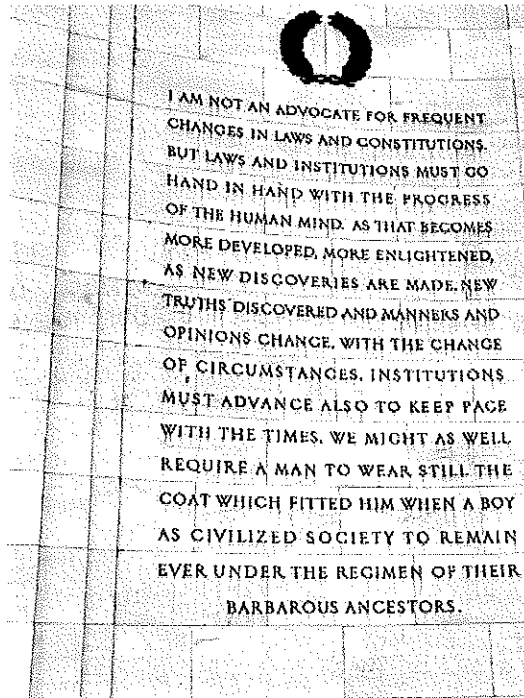 I AM NOT AN ADVOCATE FOR FREQUENT
CHANGES IN LAWS AND CONSTITUTIONS.
BUT LAWS AND INSTITUTIONS MUST GO
HAND IN HAND WITH THE PROGRESS
OF THE HUMAN MIND. AS THAT BECOMES
MORE DEVELOPED, MORE ENLIGHTENED,
AS NEW DISCOVERIES ARE MADE, NEW
TRUTHS DISCOVERED AND MANNERS AND
OPINIONS CHANGE, WITH THE CHANGE
OF CIRCUMSTANCES, INSTITUTIONS
MUST ADVANCE ALSO TO KEEP PACE
WITH THE TIMES. WE MIGHT AS WELL
REQUIRE A MAN TO WEAR STILL THE
COAT WHICH FITTED HIM WHEN A BOY
AS CIVILIZED SOCIETY TO REMAIN
EVER UNDER THE REGIMEN OF THEIR
BARBAROUS ANCESTORS.